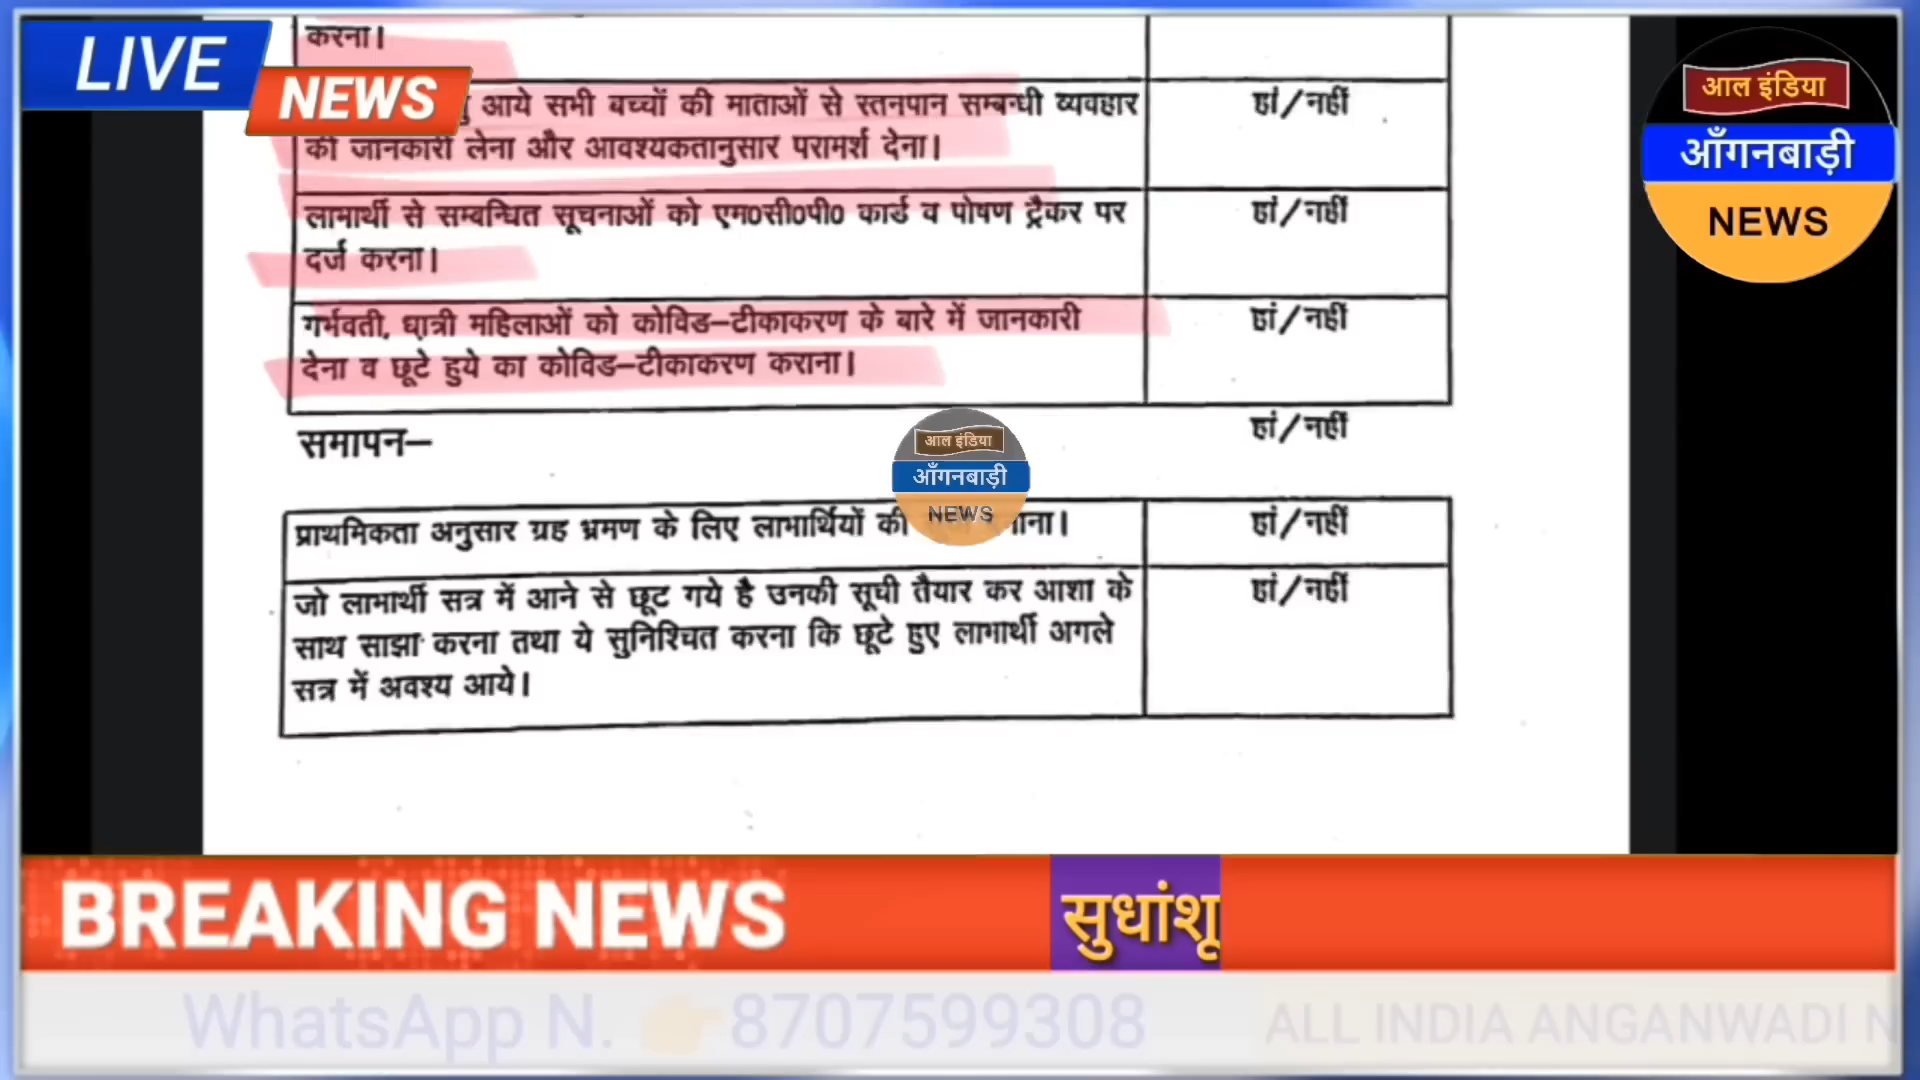 LIVE
NEWS
करना।
आये सभी बच्चों की माताओं से स्तनपान सम्बन्धी व्यवहार
की जानकारी लेना और आवश्यकतानुसार परामर्श देना।
हां/नहीं
लाभार्थी से सम्बन्धित सूचनाओं को एम0सी0पी0 कार्ड व पोषण ट्रैकर पर
दर्ज करना।
हां/नहीं
गर्भवती, धात्री महिलाओं को कोविड–टीकाकरण के बारे में जानकारी
देना व छूटे हुये का कोविड–टीकाकरण कराना।
हां/नहीं
समापन–
हां/नहीं
प्राथमिकता अनुसार ग्रह भ्रमण के लिए लाभार्थियों की
हां/नहीं
जो लाभार्थी सत्र में आने से छूट गये है उनकी सूची तैयार कर आशा के
साथ साझा करना तथा ये सुनिश्चित करना कि छूटे हुए लाभार्थी अगले
सत्र में अवश्य आये।
हां/नहीं
आल इंडिया
आँगनबाड़ी
NEWS
आल इंडिया
आँगनबाड़ी
NEWS
BREAKING NEWS
सुधांशू
WhatsApp N. 👉8707599308
ALL INDIA ANGANWADI N